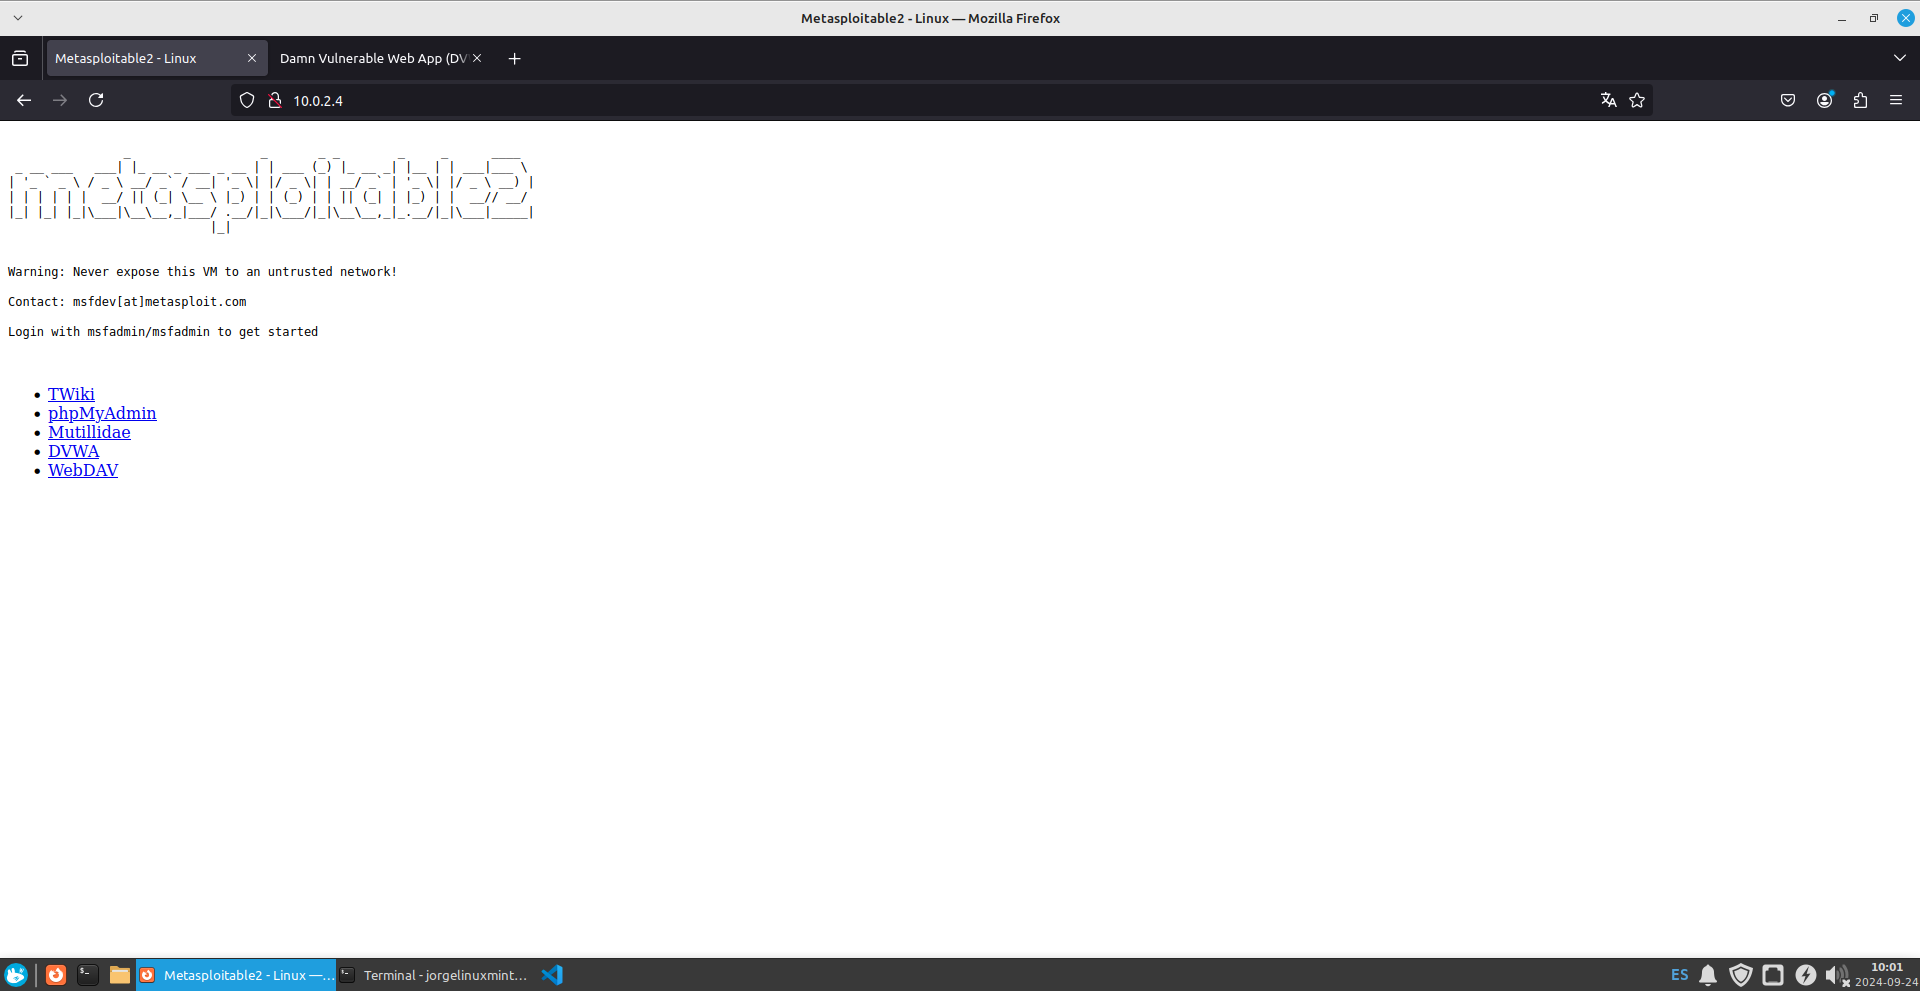 Metasploitable2 - Linux — Mozilla Firefox
Metasploitable2 - Linux
Damn Vulnerable Web App (DV
10.0.2.4
metasploitable2
Warning: Never expose this VM to an untrusted network!
Contact: msfdev[at]metasploit.com
Login with msfadmin/msfadmin to get started
TWiki
phpMyAdmin
Mutillidae
DVWA
WebDAV
Metasploitable2 - Linux —...
Terminal - jorgelinuxmint...
ES
10:01
2024-09-24